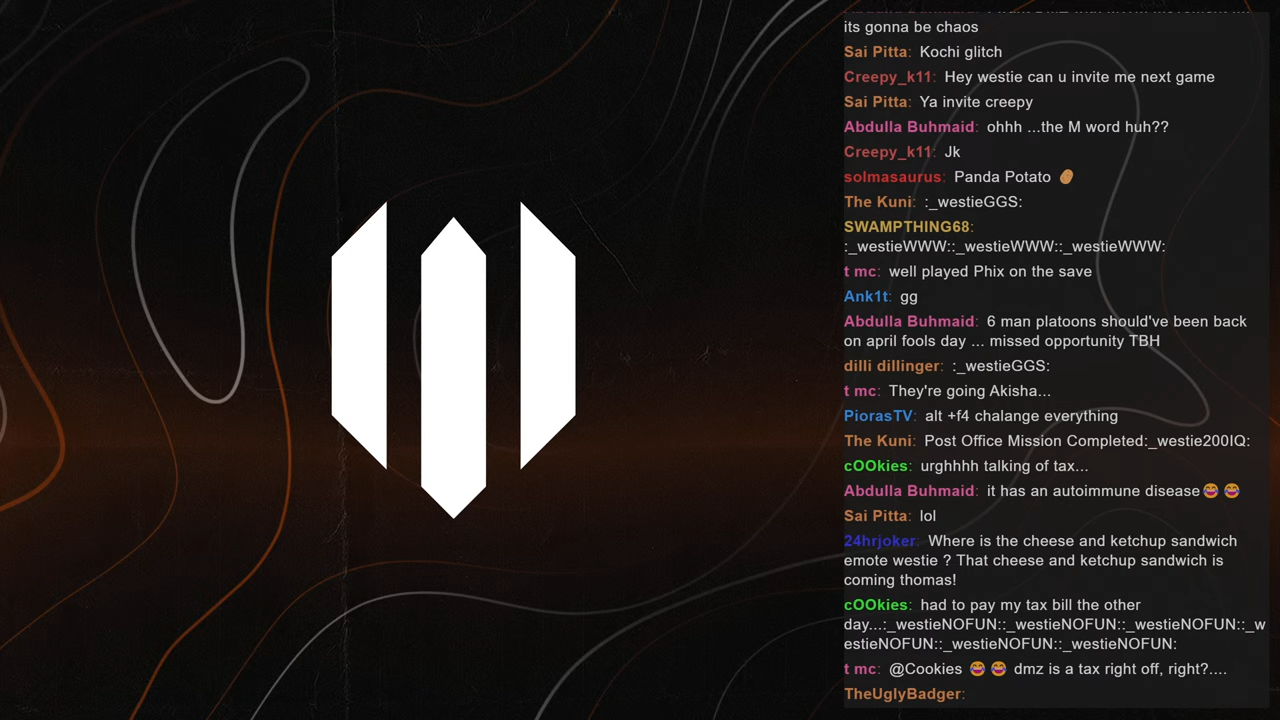 its gonna be chaos
Sai Pitta: Kochi glitch
Creepy_k11: Hey westie can u invite me next game
Sai Pitta: Ya invite creepy
Abdulla Buhmaid: ohhh ...the M word huh??
Creepy_k11: Jk
solmasaurus: Panda Potato 🥔
The Kuni: :_westieGGS:
SWAMPTHING68:
:_westieWWW::_westieWWW::_westieWWW:
t mc: well played Phix on the save
Ank1t: gg
Abdulla Buhmaid: 6 man platoons should've been back
on april fools day ... missed opportunity TBH
dilli dillinger: :_westieGGS:
t mc: They're going Akisha...
PiorasTV: alt +f4 chalange everything
The Kuni: Post Office Mission Completed:_westie200IQ:
cOOkies: urghhhh talking of tax...
Abdulla Buhmaid: it has an autoimmune disease😂 😂
Sai Pitta: lol
24hrjoker: Where is the cheese and ketchup sandwich
emote westie ? That cheese and ketchup sandwich is
coming thomas!
cOOkies: had to pay my tax bill the other
day...:_westieNOFUN::_westieNOFUN::_westieNOFUN::_w
estieNOFUN::_westieNOFUN::_westieNOFUN:
t mc: @Cookies 😂 😂 dmz is a tax right off, right?....
TheUglyBadger: